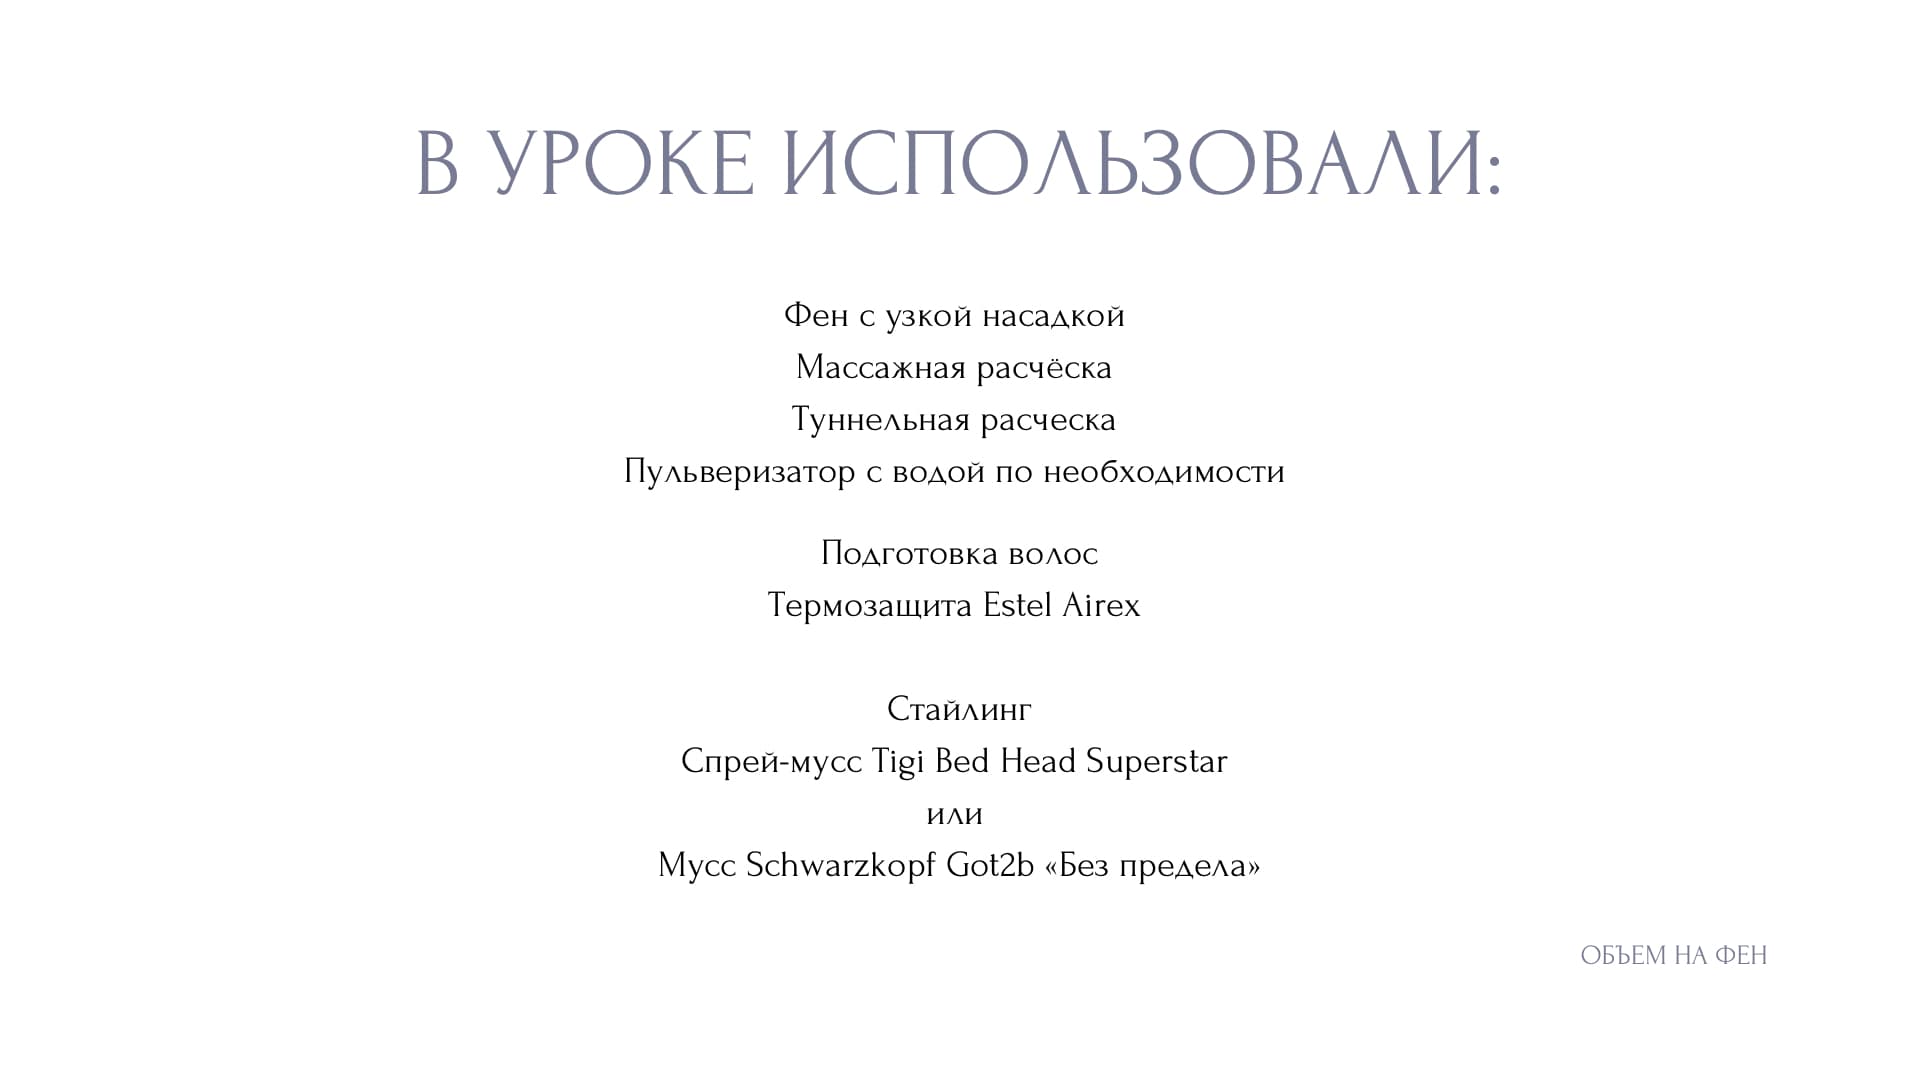 В УРОКЕ ИСПОЛЬЗОВАЛИ:
Фен с узкой насадкой
Массажная расчёска
Туннельная расческа
Пульверизатор с водой по необходимости
Подготовка волос
Термозащита Estel Airex
Стайлинг
Спрей-мусс Tigi Bed Head Superstar
или
Мусс Schwarzkopf Got2b «Без предела»
ОБЪЕМ НА ФЕН